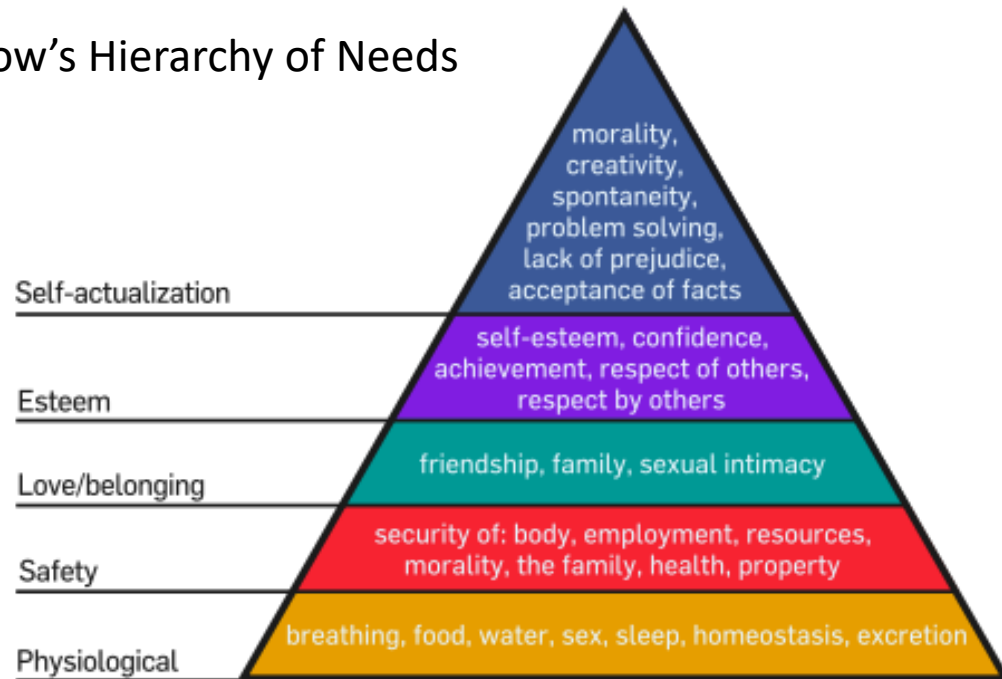 ow’s Hierarchy of Needs
morality,
creativity,
spontaneity,
problem solving,
lack of prejudice,
acceptance of facts
Self-actualization
self-esteem, confidence,
achievement, respect of others,
respect by others
Esteem
friendship, family, sexual intimacy
Love/belonging
security of: body, employment, resources,
morality, the family, health, property
Safety
breathing, food, water, sex, sleep, homeostasis, excretion
Physiological